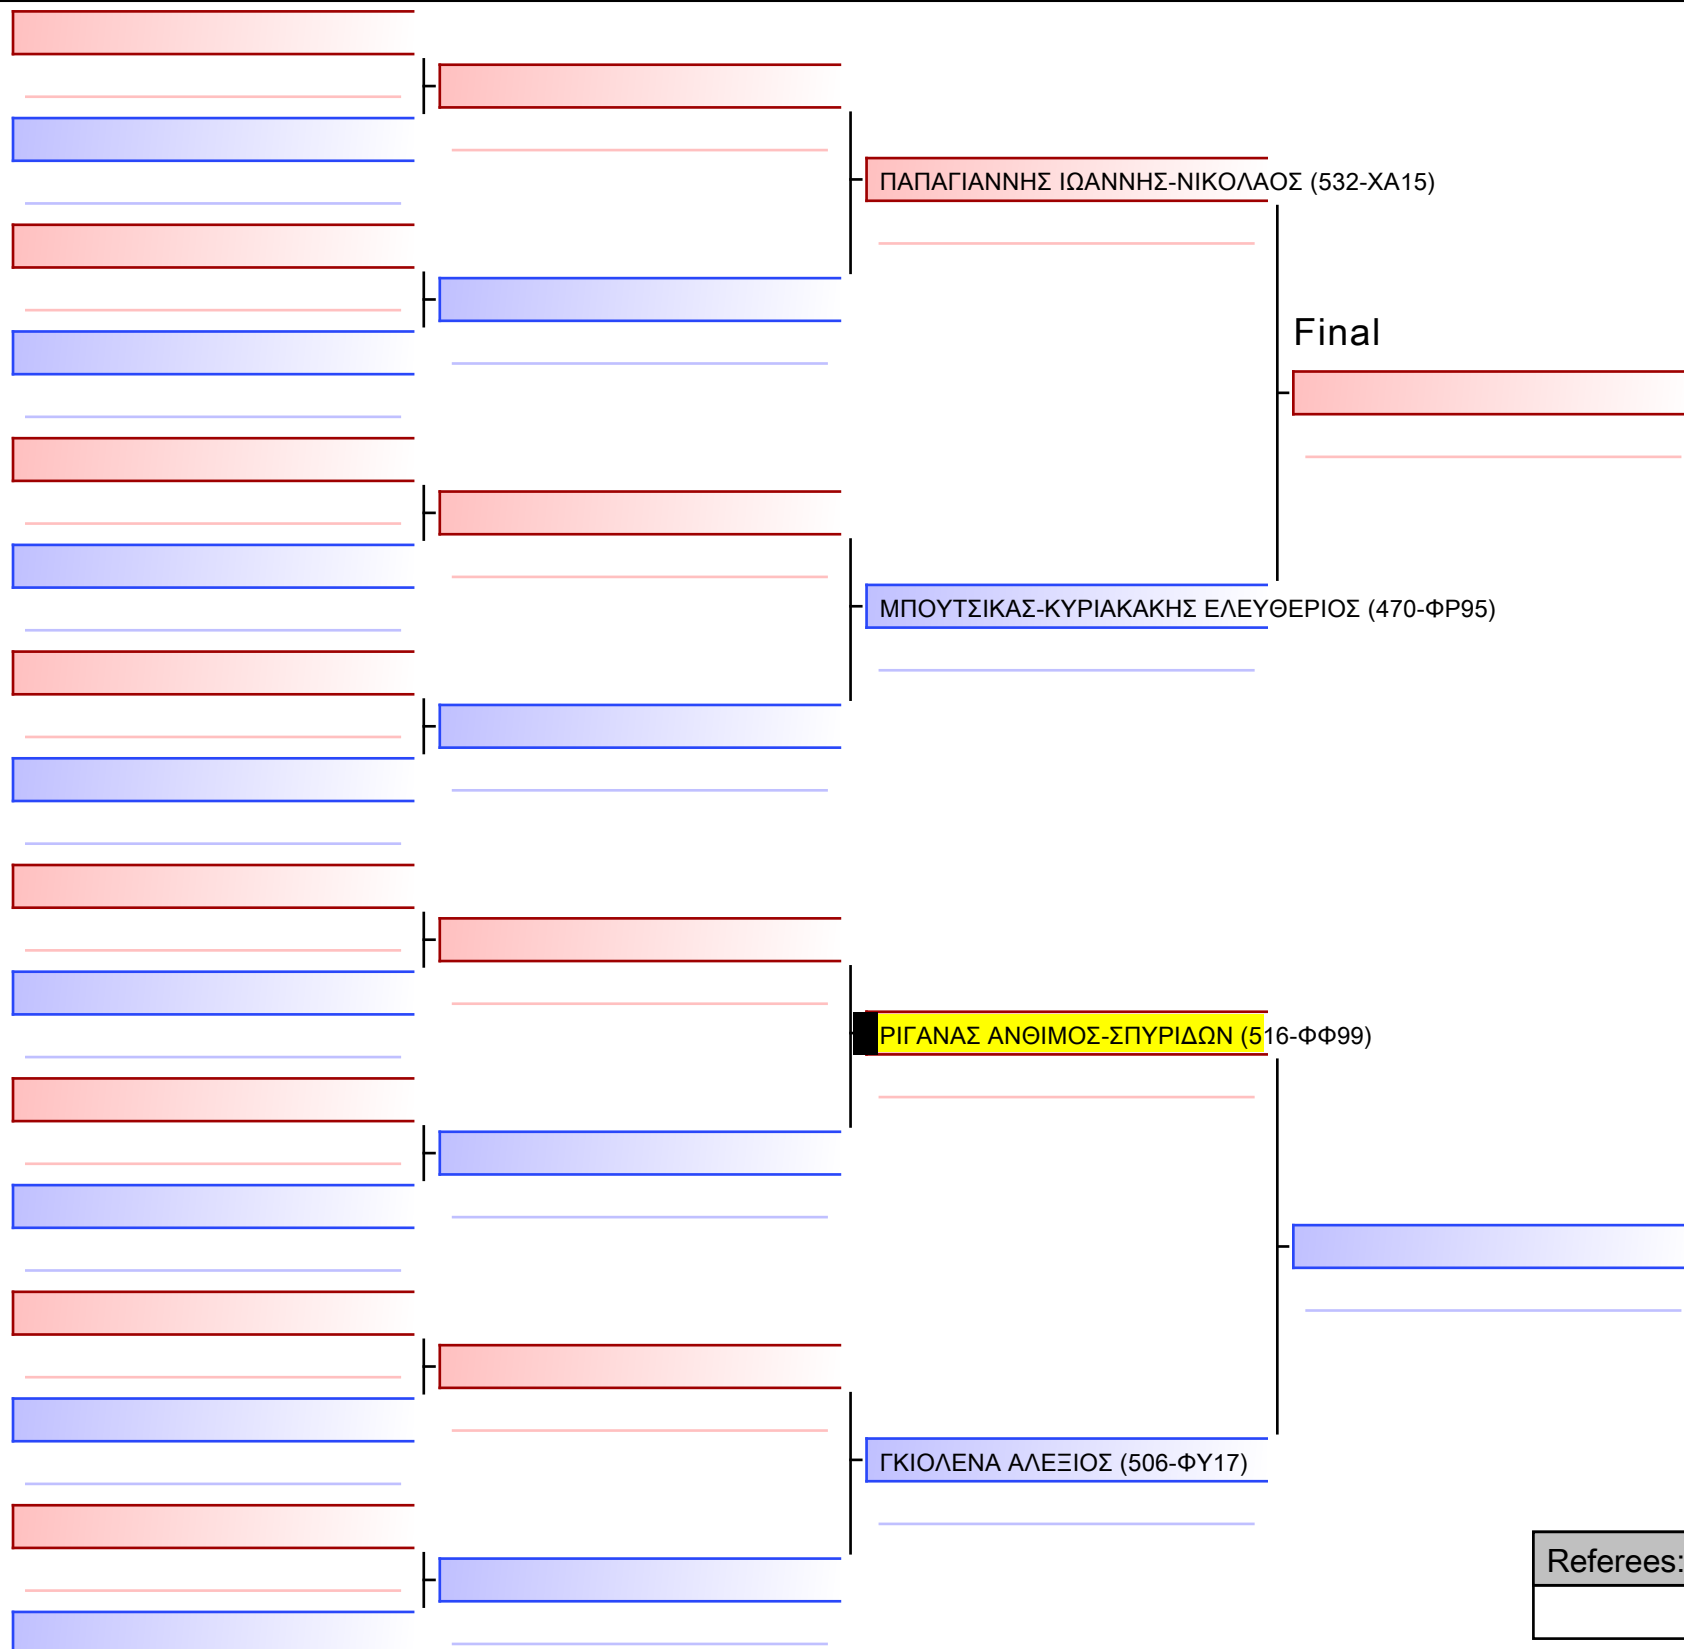 ΠΑΠΑΓΙΑΝΝΗΣ ΙΩΑΝΝΗΣ-ΝΙΚΟΛΑΟΣ (532-ΧΑ15)
Final
ΜΠΟΥΤΣΙΚΑΣ-ΚΥΡΙΑΚΑΚΗΣ ΕΛΕΥΘΕΡΙΟΣ (470-ΦΡ95)
ΡΙΓΑΝΑΣ ΑΝΘΙΜΟΣ-ΣΠΥΡΙΔΩΝ (516-ΦΦ99)
ΓΚΙΟΛΕΝΑ ΑΛΕΞΙΟΣ (506-ΦΥ17)
Referees: